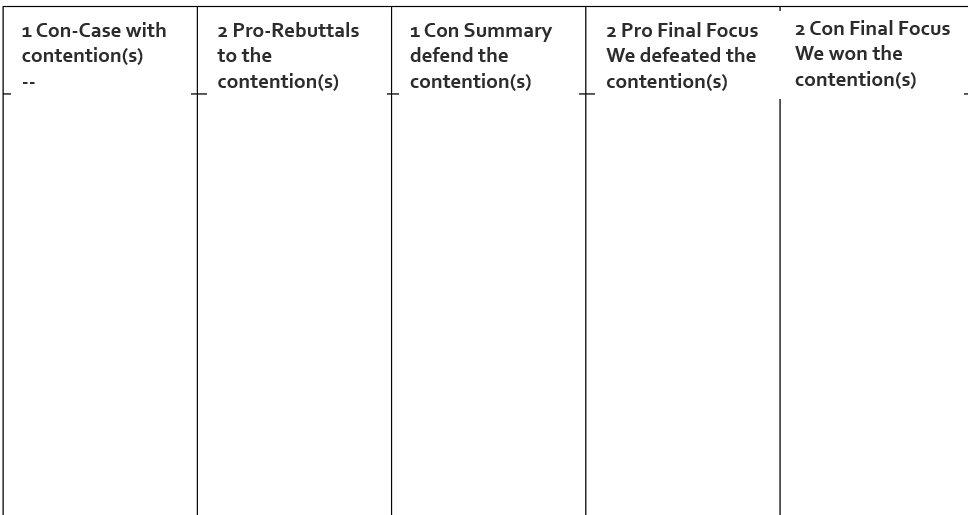 1 Con-Case with
contention(s)
--
2 Pro-Rebuttals
to the
contention(s)
1 Con Summary
defend the
contention(s)
2 Pro Final Focus
We defeated the
contention(s)
2 Con Final Focus
We won the
contention(s)